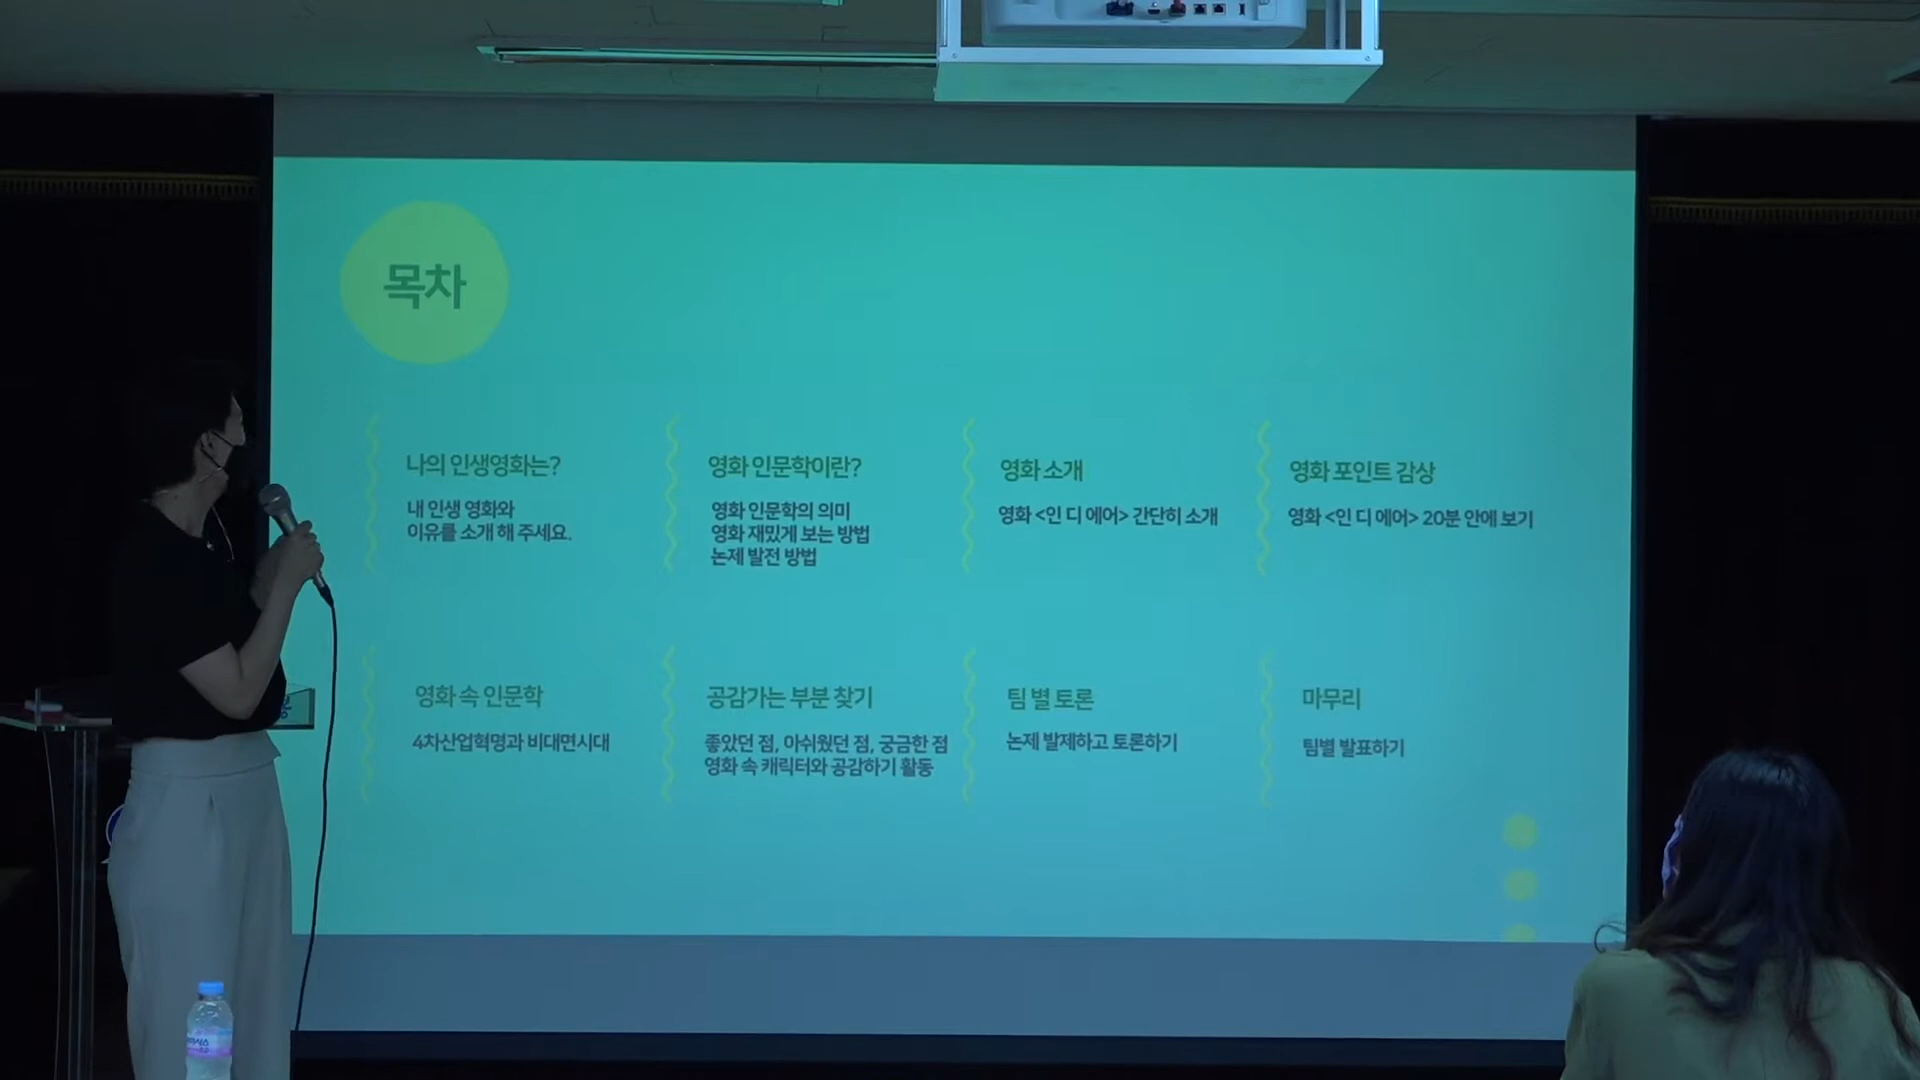 목차
나의 인생영화는?
내 인생 영화와
이유를 소개 해 주세요.
영화 인문학이란?
영화 인문학의 의미
영화 재밌게 보는 방법
논제 발전 방법
영화 소개
영화 <인 디 에어> 간단히 소개
영화 포인트 감상
영화 <인 디 에어> 20분 안에 보기
영화 속 인문학
4차산업혁명과 비대면시대
공감가는 부분 찾기
좋았던 점, 아쉬웠던 점, 궁금한 점
영화 속 캐릭터와 공감하기 활동
팀 별 토론
논제 발제하고 토론하기
마무리
팀별 발표하기